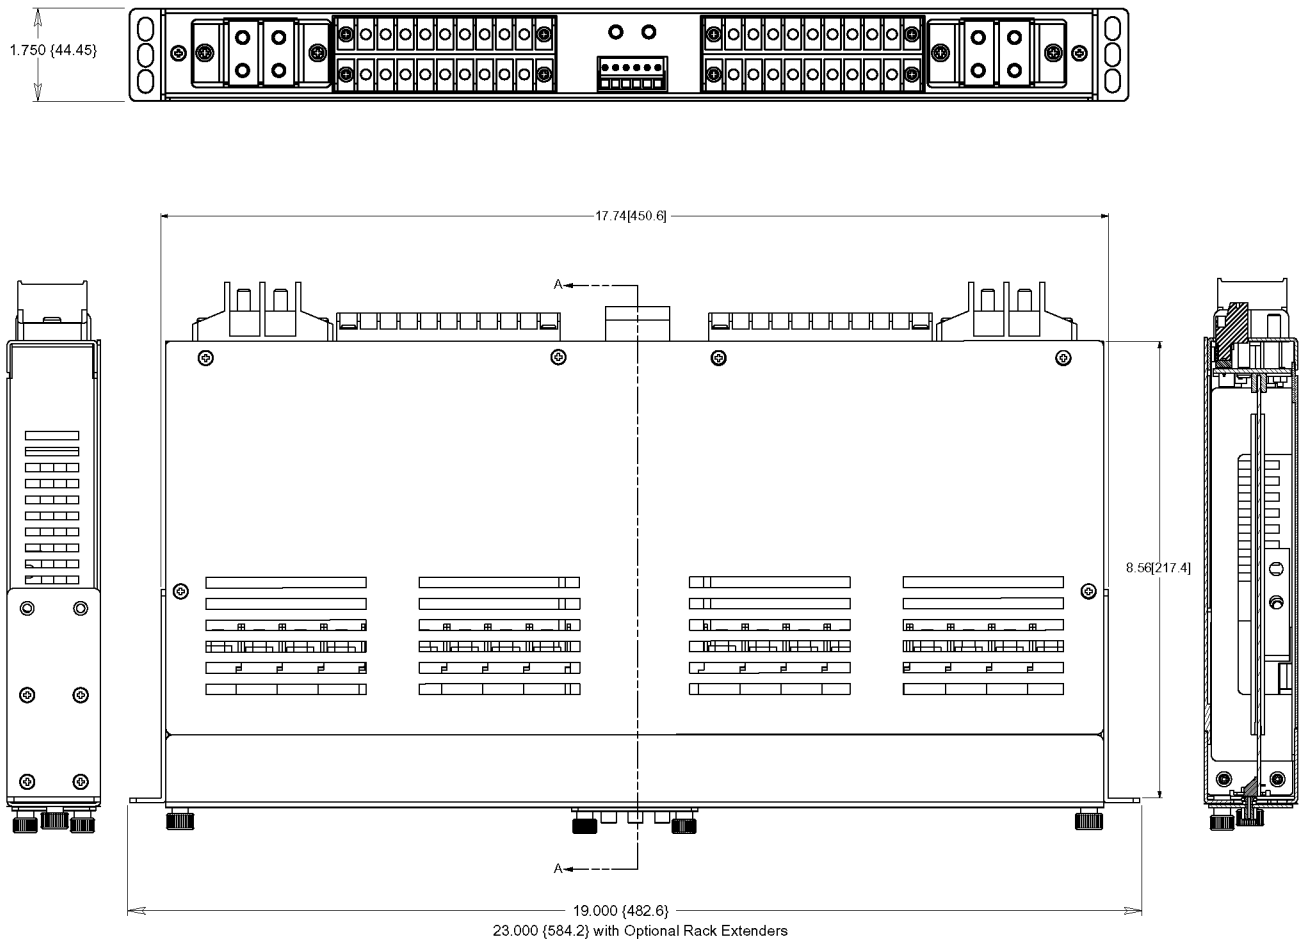 1.750 {44.45}
17.74[450.6]
A
8.56[217.4]
A
19.000 {482.6}
23.000 {584.2} with Optional Rack Extenders